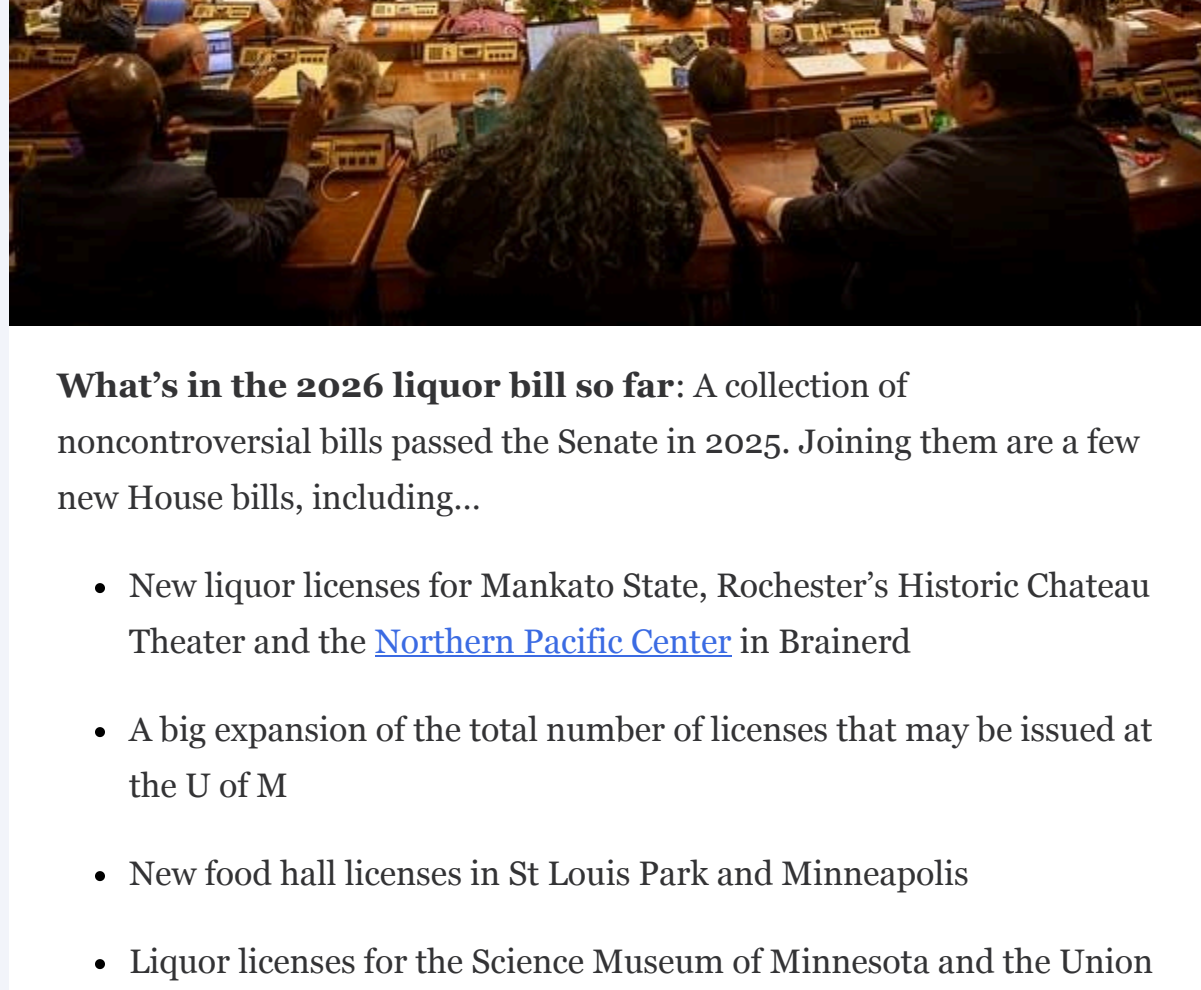 What’s in the 2026 liquor bill so far: A collection of
noncontroversial bills passed the Senate in 2025. Joining them are a few
new House bills, including...
New liquor licenses for Mankato State, Rochester’s Historic Chateau
Theater and the Northern Pacific Center in Brainerd
A big expansion of the total number of licenses that may be issued at
the U of M
New food hall licenses in St Louis Park and Minneapolis
Liquor licenses for the Science Museum of Minnesota and the Union